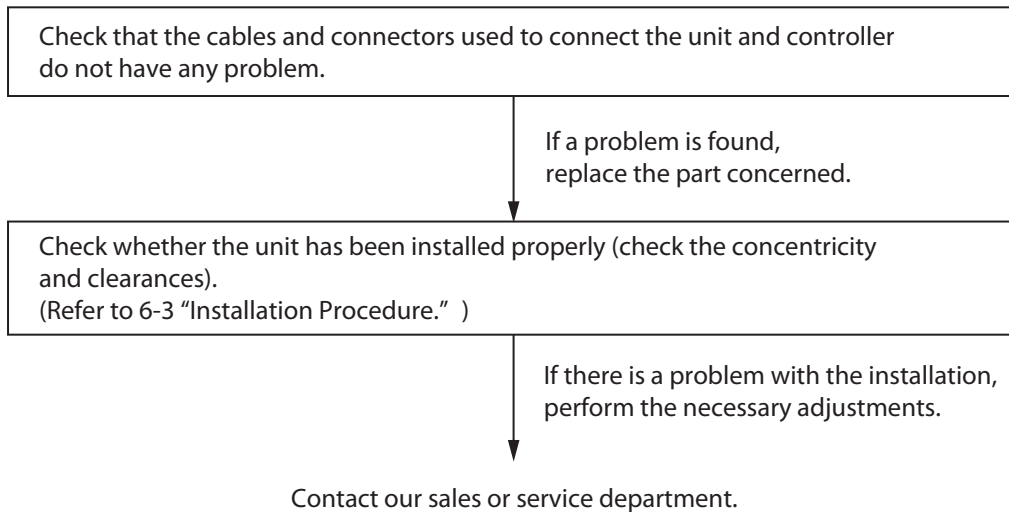 Check that the cables and connectors used to connect the unit and controller
do not have any problem.
If a problem is found,
replace the part concerned.
Check whether the unit has been installed properly (check the concentricity
and clearances).
(Refer to 6-3 “Installation Procedure.” )
If there is a problem with the installation,
perform the necessary adjustments.
Contact our sales or service department.